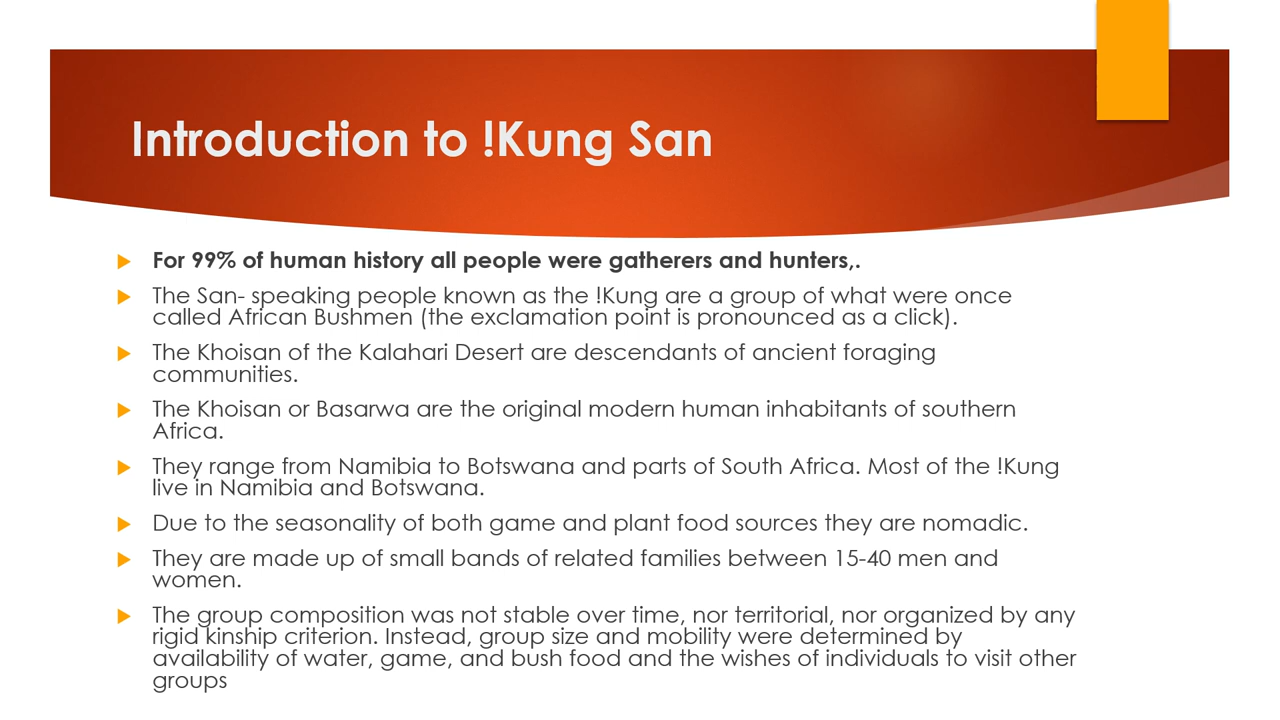 Introduction to !Kung San
For 99% of human history all people were gatherers and hunters,.
The San- speaking people known as the !Kung are a group of what were once
called African Bushmen (the exclamation point is pronounced as a click).
The Khoisan of the Kalahari Desert are descendants of ancient foraging
communities.
The Khoisan or Basarwa are the original modern human inhabitants of southern
Africa.
They range from Namibia to Botswana and parts of South Africa. Most of the !Kung
live in Namibia and Botswana.
Due to the seasonality of both game and plant food sources they are nomadic.
They are made up of small bands of related families between 15-40 men and
women.
The group composition was not stable over time, nor territorial, nor organized by any
rigid kinship criterion. Instead, group size and mobility were determined by
availability of water, game, and bush food and the wishes of individuals to visit other
groups